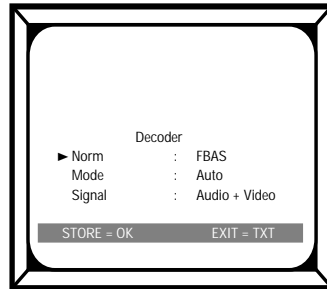 Decoder
► Norm : FBAS
Mode : Auto
Signal : Audio + Video
STORE = OK EXIT = TXT